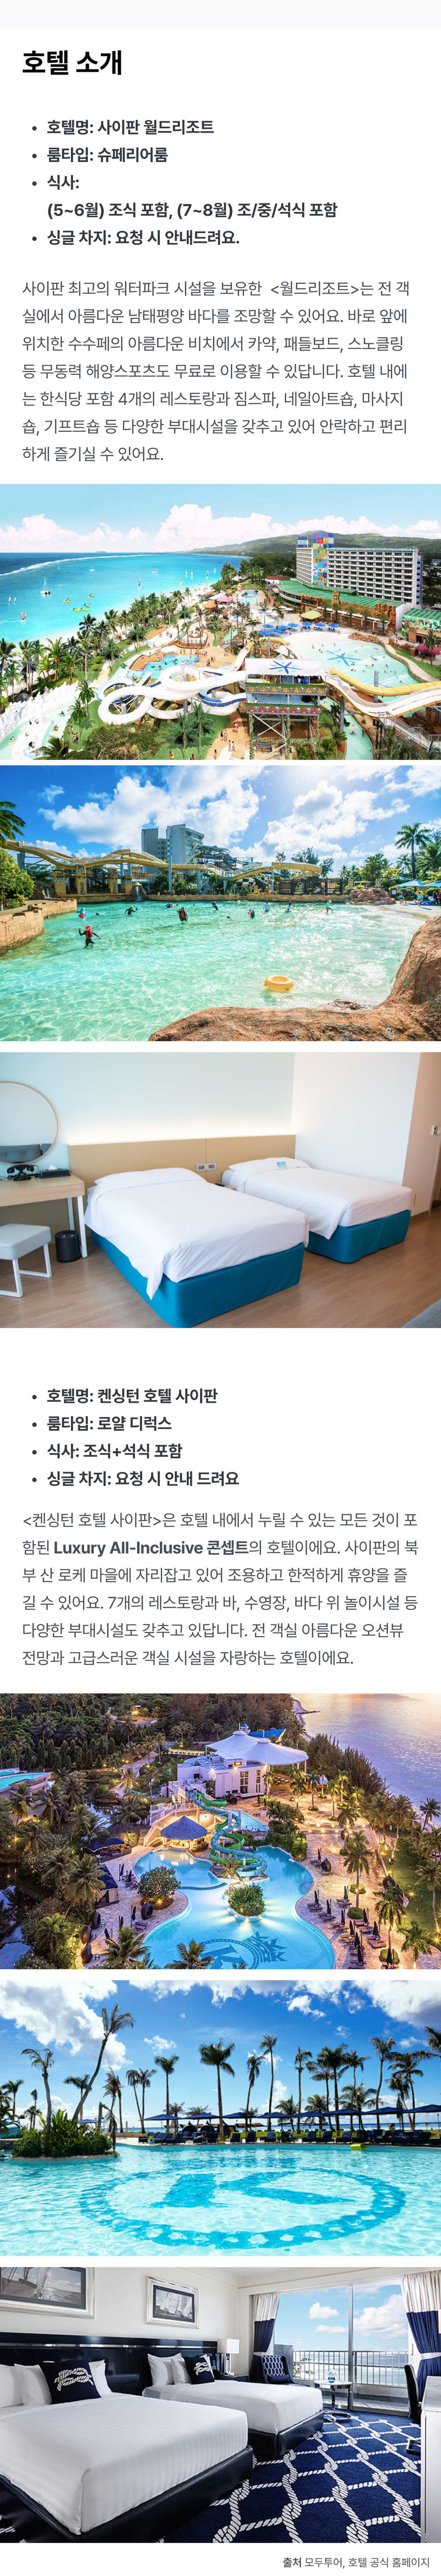 호텔 소개
• 호텔명: 사이판 월드리조트
• 룸타입: 슈페리어룸
• 식사:
(5~6월) 조식 포함, (7~8월) 조/중/석식 포함
• 싱글 차지: 요청 시 안내드려요.
사이판 최고의 워터파크 시설을 보유한 <월드리조트>는 전 객
실에서 아름다운 남태평양 바다를 조망할 수 있어요. 바로 앞에
위치한 수수페의 아름다운 비치에서 카약, 패들보드, 스노클링
등 무동력 해양스포츠도 무료로 이용할 수 있답니다. 호텔 내에
는 한식당 포함 4개의 레스토랑과 짐스파, 네일아트숍, 마사지
숍, 기프트숍 등 다양한 부대시설을 갖추고 있어 안락하고 편리
하게 즐기실 수 있어요.
• 호텔명: 켄싱턴 호텔 사이판
• 룸타입: 로얄 디럭스
• 식사: 조식+석식 포함
• 싱글 차지: 요청 시 안내 드려요
<켄싱턴 호텔 사이판>은 호텔 내에서 누릴 수 있는 모든 것이 포
함된 Luxury All-Inclusive 콘셉트의 호텔이에요. 사이판의 북
부 산 로케 마을에 자리잡고 있어 조용하고 한적하게 휴양을 즐
길 수 있어요. 7개의 레스토랑과 바, 수영장, 바다 위 놀이시설 등
다양한 부대시설도 갖추고 있답니다. 전 객실 아름다운 오션뷰
전망과 고급스러운 객실 시설을 자랑하는 호텔이에요.
출처 모두투어, 호텔 공식 홈페이지